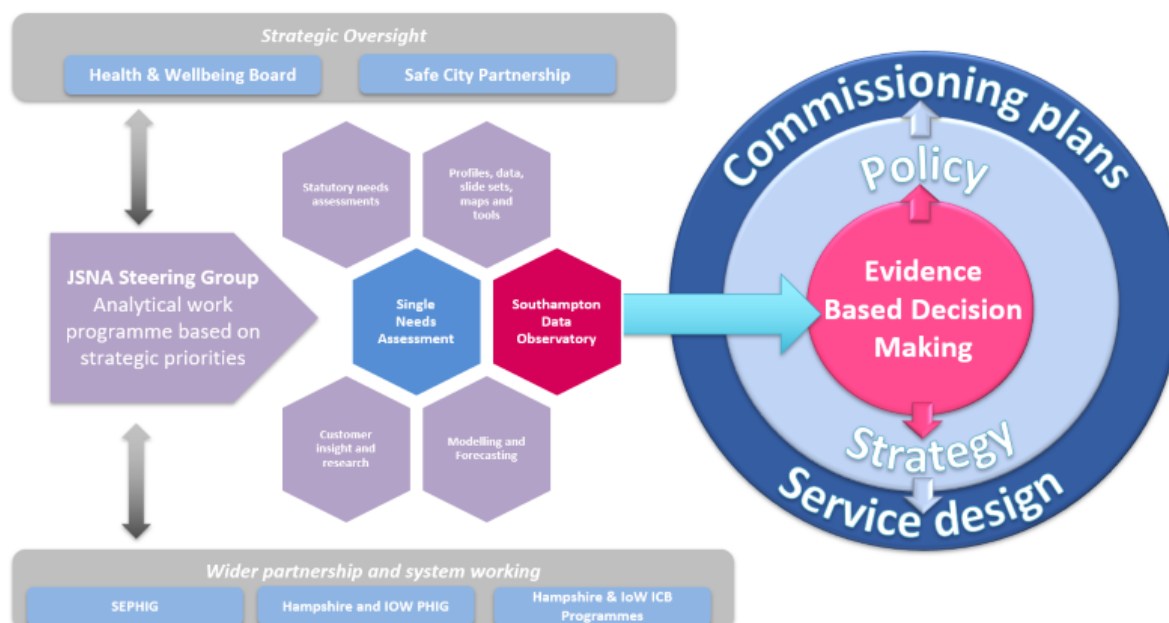 Strategic Oversight
Health & Wellbeing Board
Safe City Partnership
Statutory needs
assessments
Profiles, data,
slide sets,
maps and
tools
JSNA Steering Group
Analytical work
programme based on
strategic priorities
Single
Needs
Assessment
Southampton
Data
Observatory
Customer
insight and
research
Modelling and
Forecasting
Commissioning plans
Policy
Evidence
Based Decision
Making
Strategy
Service design
Wider partnership and system working
SEPHIG
Hampshire and IOW PHIG
Hampshire & IoW ICB
Programmes